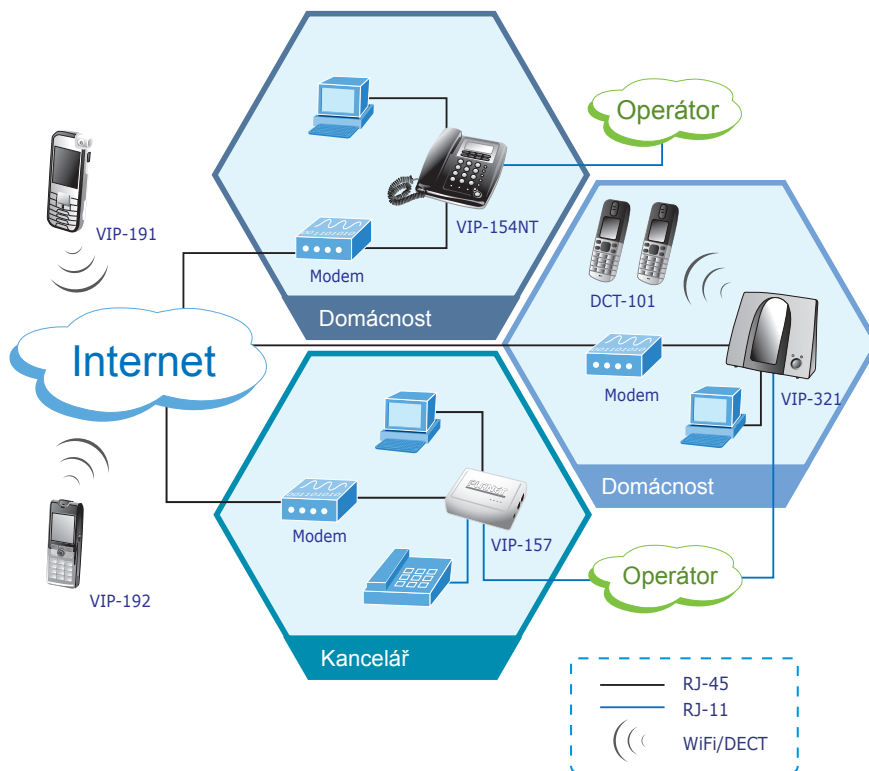 Operátor
VIP-191
VIP-154NT
Modem
DCT-101
Domácnost
Internet
Modem
VIP-321
PLANET
Domácnost
Modem
VIP-157
Operátor
VIP-192
Kancelář
RJ-45
RJ-11
WiFi/DECT